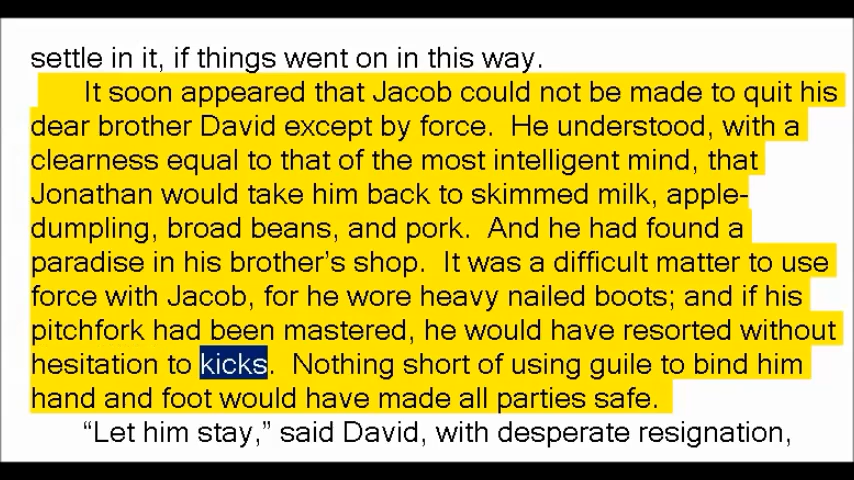 settle in it, if things went on in this way.
It soon appeared that Jacob could not be made to quit his
dear brother David except by force.  He understood, with a
clearness equal to that of the most intelligent mind, that
Jonathan would take him back to skimmed milk, apple-
dumpling, broad beans, and pork.  And he had found a
paradise in his brother’s shop.  It was a difficult matter to use
force with Jacob, for he wore heavy nailed boots; and if his
pitchfork had been mastered, he would have resorted without
hesitation to kicks.  Nothing short of using guile to bind him
hand and foot would have made all parties safe.
“Let him stay,” said David, with desperate resignation,